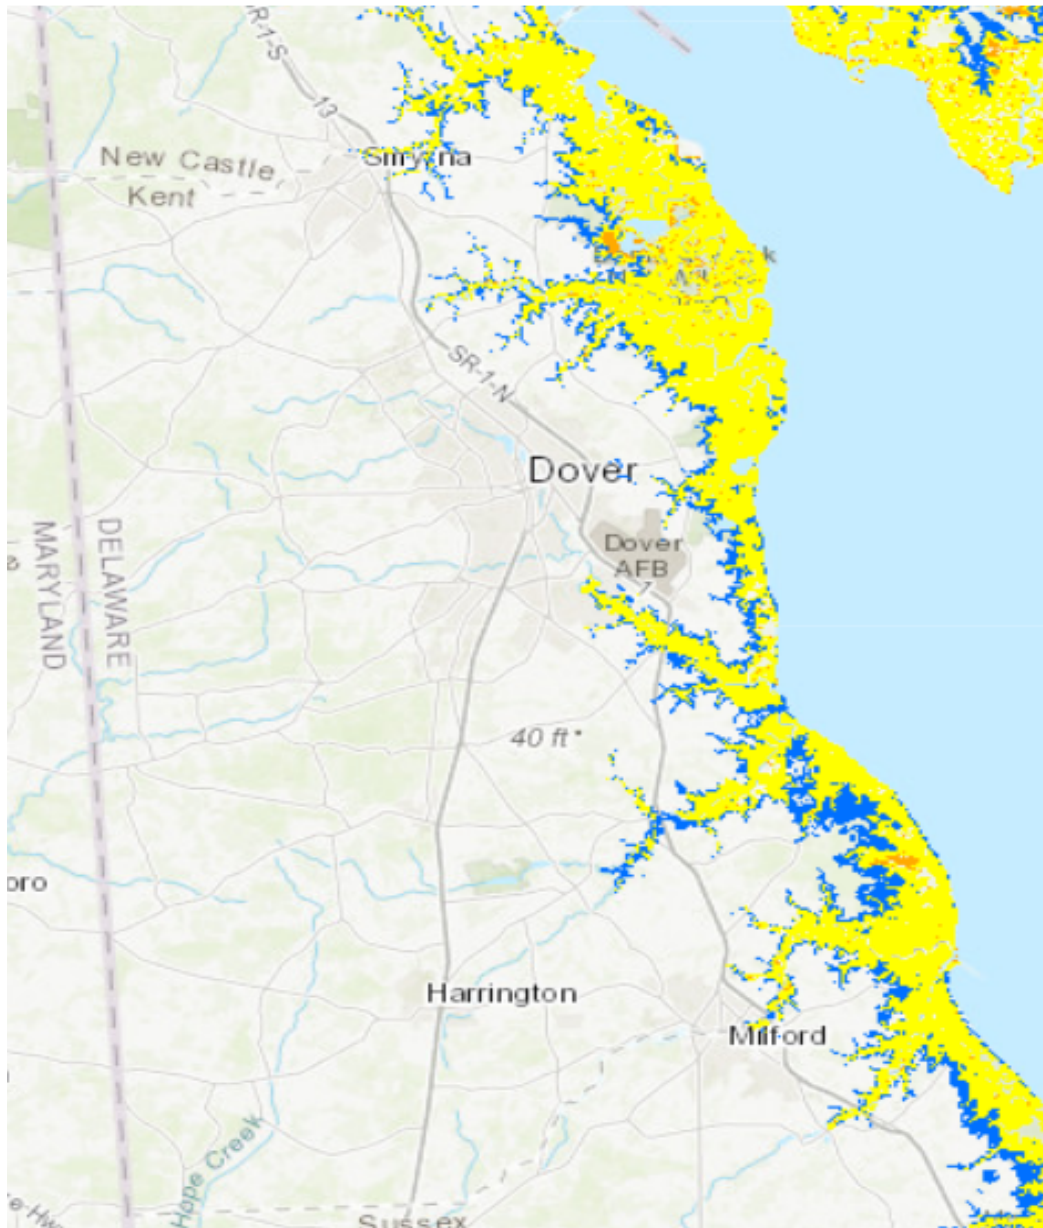 SR-1-S
13
Smyrna
New Castle
Kent
SR-1-N
Dover
Dover
AFB
1
MARYLAND
DELAWARE
40 ft*
oro
Harrington
Milford
Hope Creek
Sussex